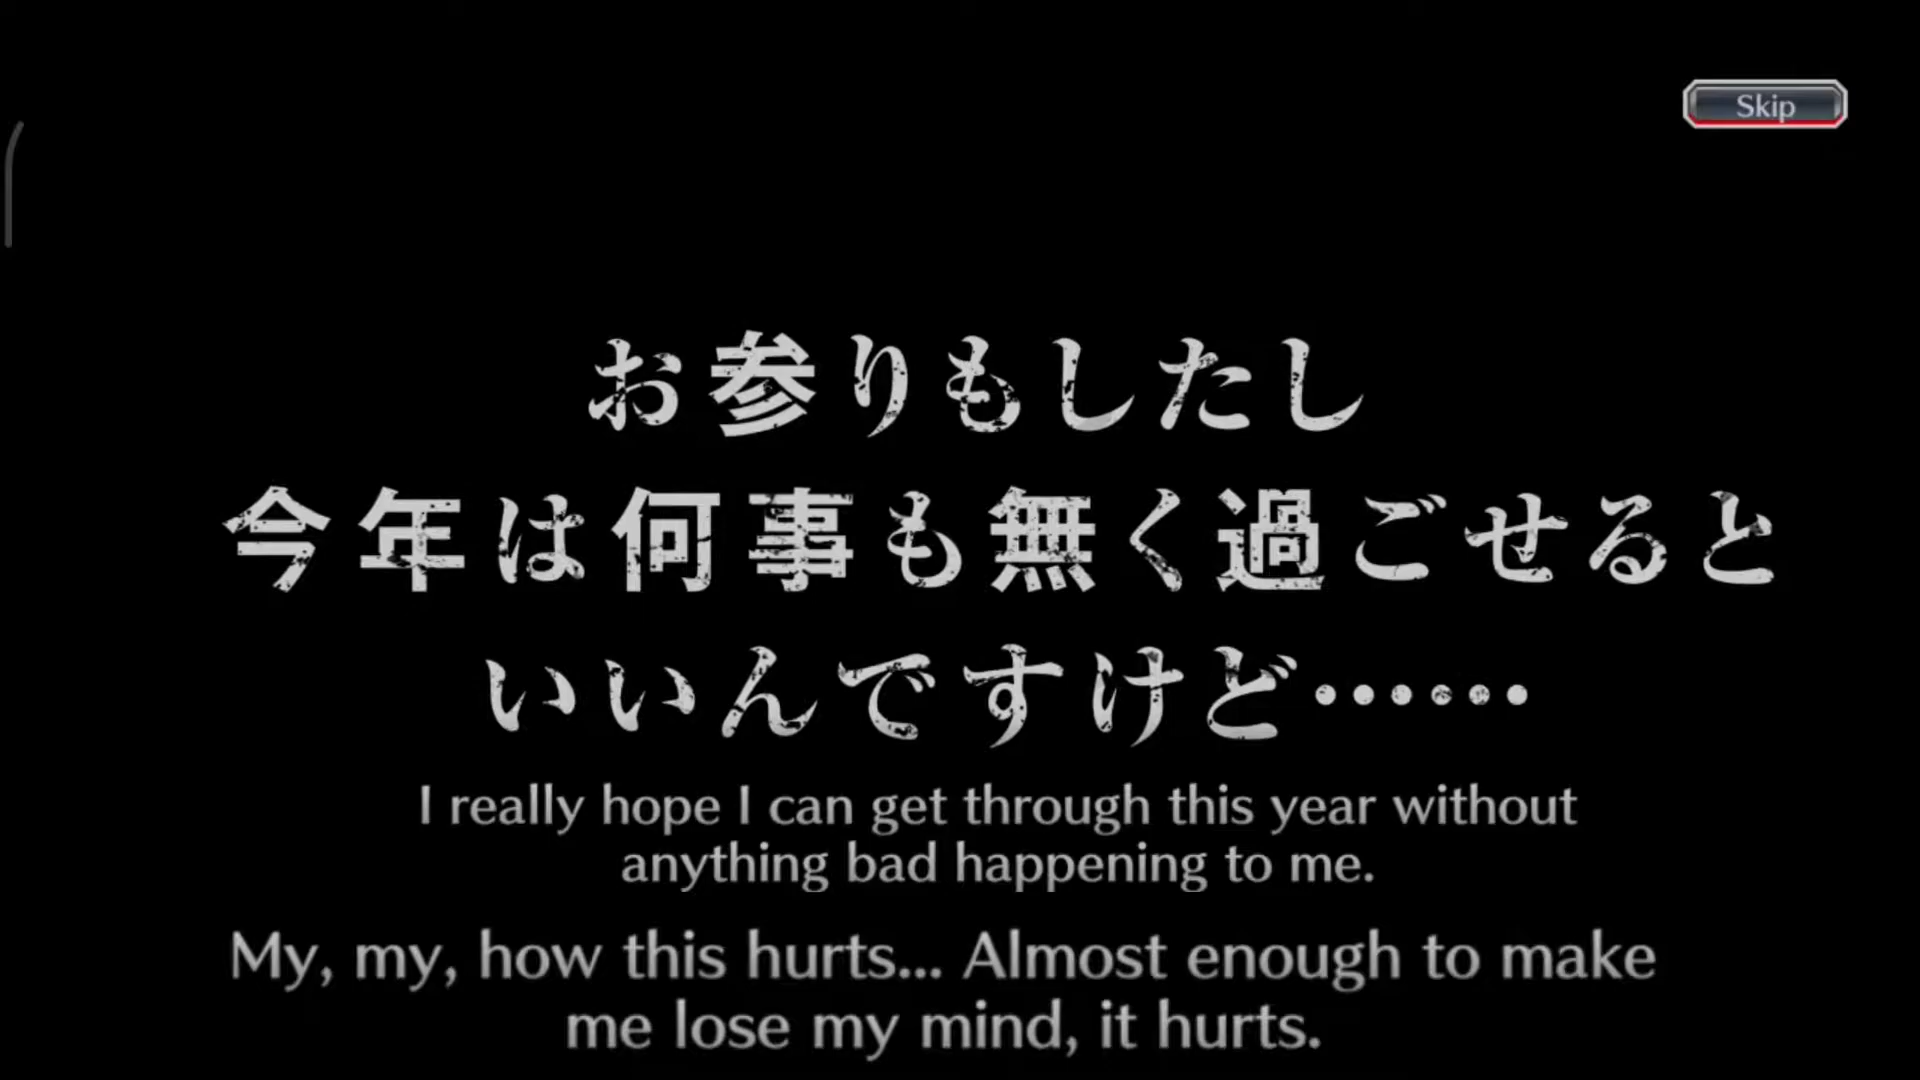 Skip
お参りもしたし
今年は何事も無く過ごせると
いいんですけど……
I really hope I can get through this year without
anything bad happening to me.
My, my, how this hurts... Almost enough to make
me lose my mind, it hurts.